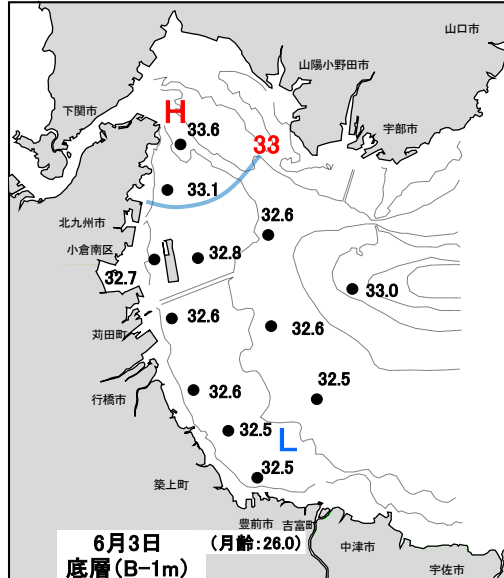 山口市
山陽小野田市
下関市
H
宇部市
33.6
33
33.1
北九州市
32.6
小倉南区
32.8
32.7
33.0
32.6
32.6
苅田町
32.6
32.5
行橋市
32.5
L
32.5
築上町
豊前市
吉富町
6月3日
(月齢:26.0)
中津市
底層(B-1m)
宇佐市